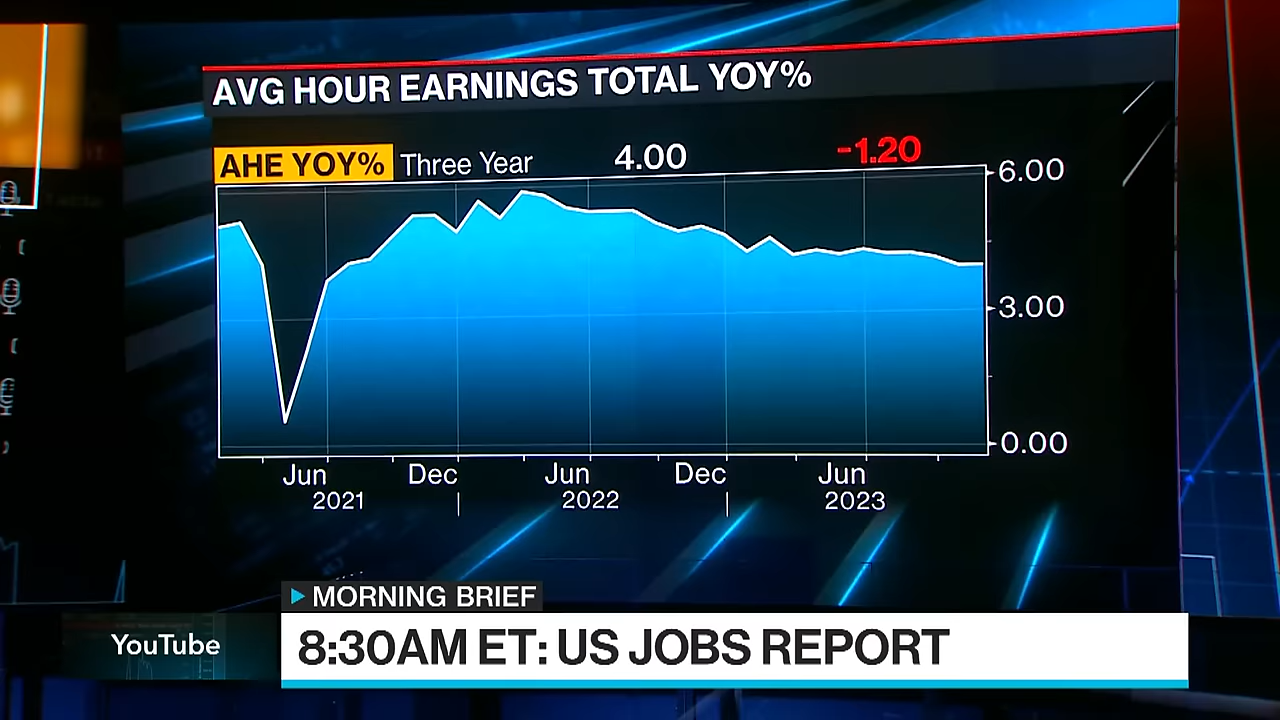 AVG HOUR EARNINGS TOTAL YOY%
AHE YOY% Three Year 4.00 -1.20
6.00
3.00
0.00
Jun Dec Jun Dec Jun
2021 2022 2023
MORNING BRIEF
YouTube
8:30AM ET: US JOBS REPORT